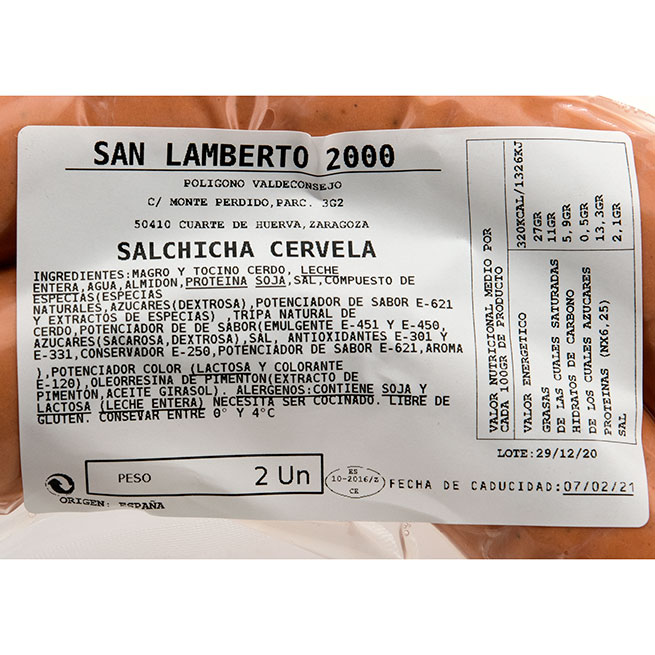 SAN LAMBERTO 2000
POLIGONO VALDECONSEJO
C/ MONTE PERDIDO,PARC. 3G2
50410 CUARTE DE HUERVA,ZARAGOZA
SALCHICHA CERVELA
INGREDIENTES:MAGRO Y TOCINO CERDO, LECHE
ENTERA,AGUA,ALMIDON,PROTEINA SOJA,SAL,COMPUESTO DE
ESPECIAS(ESPECIAS
NATURALES,AZUCARES(DEXTROSA),POTENCIADOR DE SABOR E-621
Y EXTRACTOS DE ESPECIAS) ,TRIPA NATURAL DE
CERDO,POTENCIADOR DE DE SABOR(EMULGENTE E-451 Y E-450,
AZUCARES(SACAROSA,DEXTROSA),SAL, ANTIOXIDANTES E-301 Y
E-331,CONSERVADOR E-250,POTENCIADOR DE SABOR E-621,AROMA
),POTENCIADOR COLOR (LACTOSA Y COLORANTE
E-120),OLEORRESINA DE PIMENTON(EXTRACTO DE
PIMENTÓN,ACEITE GIRASOL). ALERGENOS:CONTIENE SOJA Y
LACTOSA (LECHE ENTERA) NECESITA SER COCINADO. LIBRE DE
GLUTEN. CONSEVAR ENTRE 0° Y 4°C
PESO 2 Un
ORIGEN: ESPAÑA
ES
10-2016/Z
CE
LOTE:29/12/20
FECHA DE CADUCIDAD:07/02/21
VALOR NUTRICIONAL MEDIO POR
CADA 100GR DE PRODUCTO
VALOR ENERGETICO 320KCAL/1326KJ
GRASAS 27GR
DE LAS CUALES SATURADAS 11GR
HIDRATOS DE CARBONO 5,9GR
DE LOS CUALES AZUCARES 0,5GR
PROTEINAS (NX6,25) 13,3GR
SAL 2,1GR